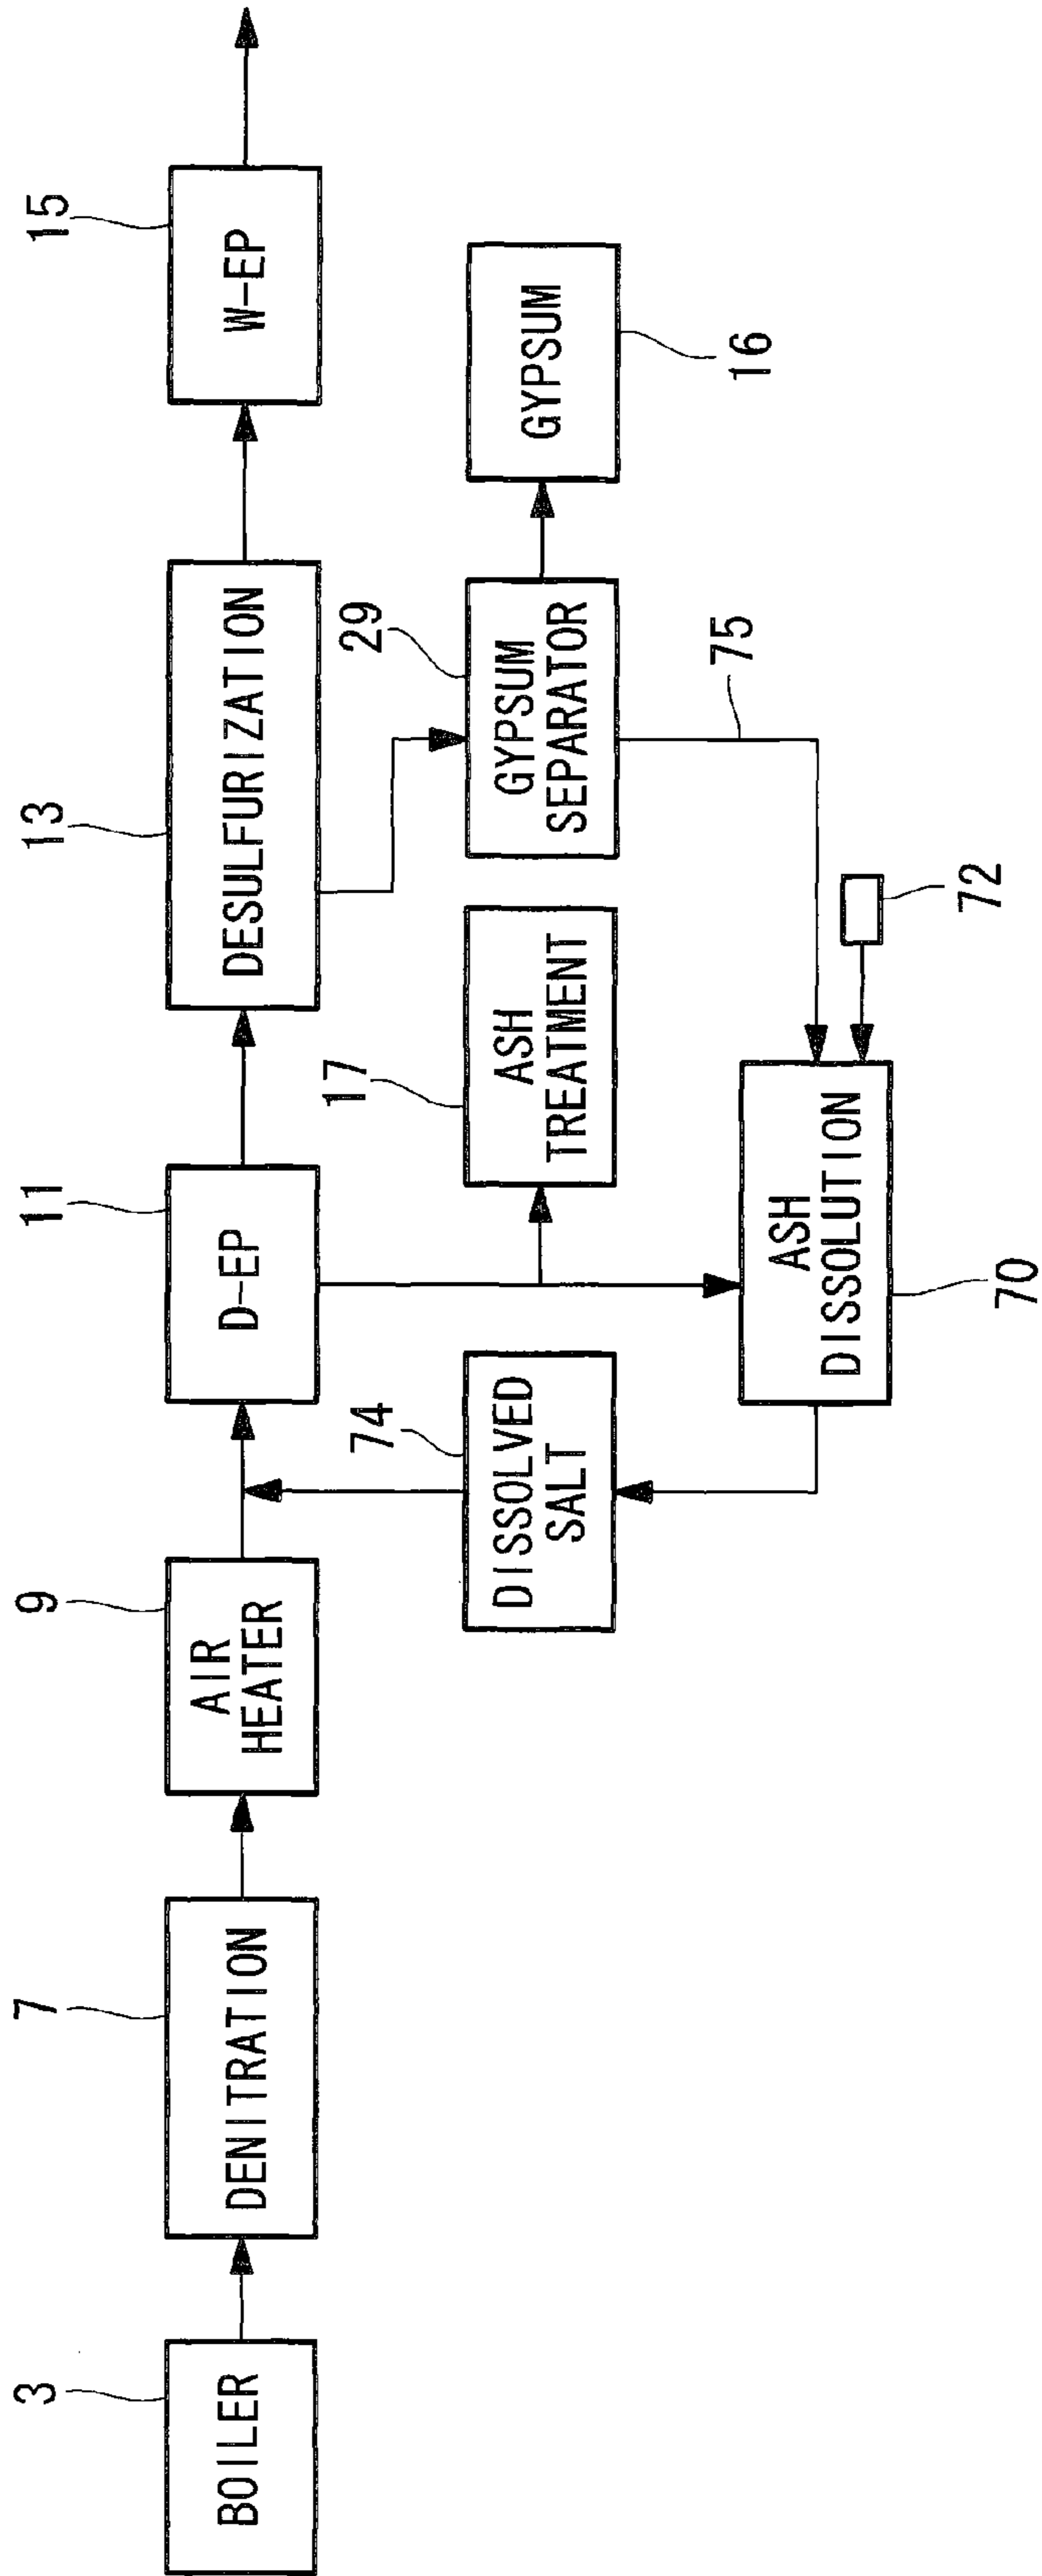 3
BOILER
7
DENITRATION
9
AIR
HEATER
11
D-EP
13
DESULFURIZATION
15
W-EP
74
DISSOLVED
SALT
17
ASH
TREATMENT
29
GYPSUM
SEPARATOR
GYPSUM
16
75
72
ASH
DISSOLUTION
70